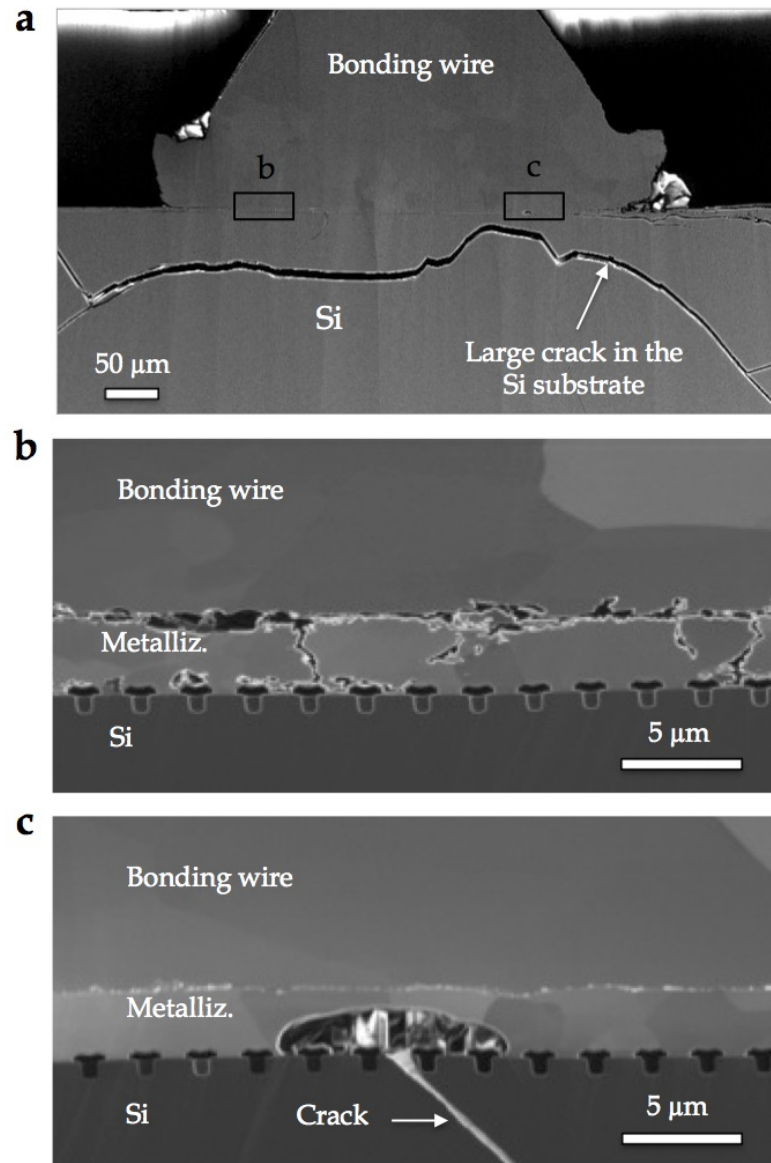 a
Bonding wire
b
c
Si
50 µm
Large crack in the
Si substrate
b
Bonding wire
Metalliz.
Si
5 µm
c
Bonding wire
Metalliz.
Si
Crack
5 µm